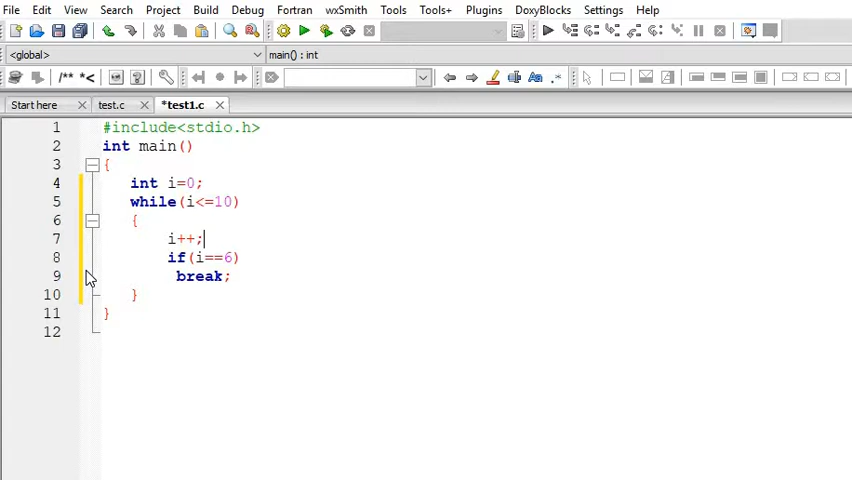 File Edit View Search Project Build Debug Fortran wxSmith Tools Tools+ Plugins DoxyBlocks Settings Help
/** *<
<global> main() : int
Aa .*
Start here test.c *test1.c
1 #include<stdio.h>
2 int main()
3 {
4 int i=0;
5 while(i<=10)
6 {
7 i++;
8 if(i==6)
9 break;
10 }
11 }
12